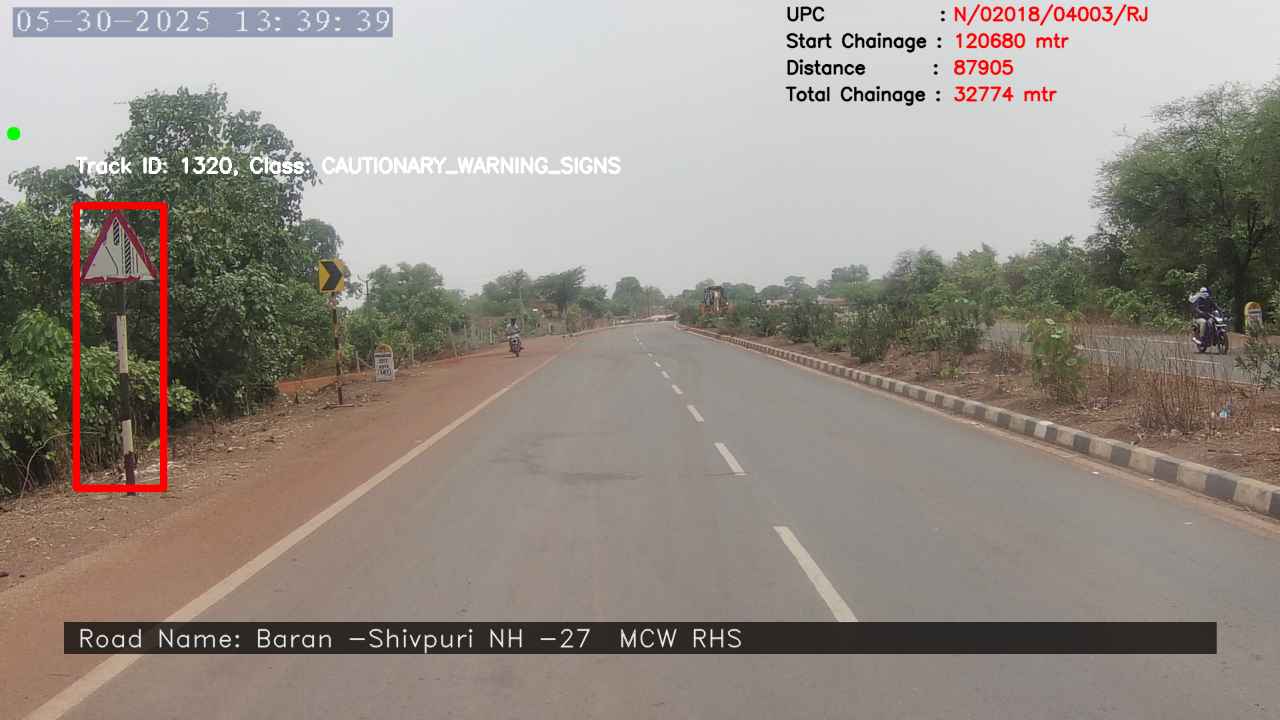 05-30-2025 13:39:39
UPC : N/02018/04003/RJ
Start Chainage : 120680 mtr
Distance : 87905
Total Chainage : 32774 mtr
Track ID: 1320, Class: CAUTIONARY_WARNING_SIGNS
Road Name: Baran -Shivpuri NH -27 MCW RHS